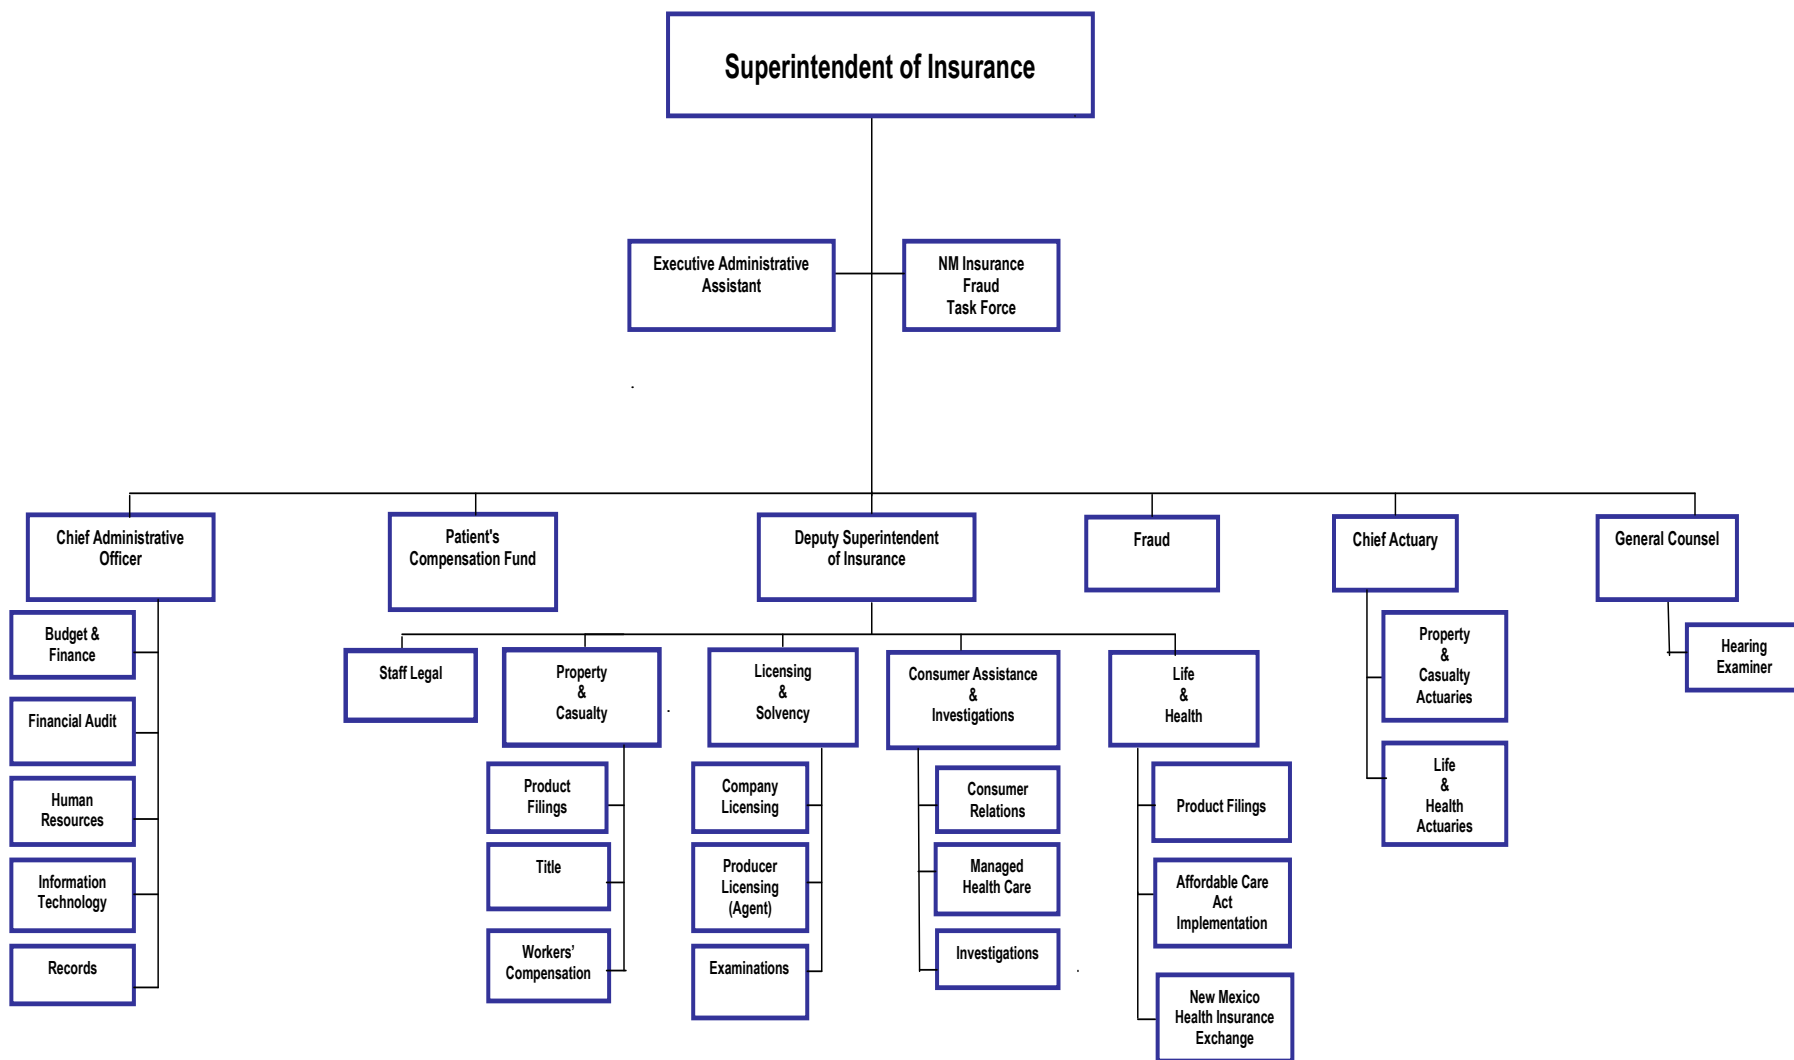 Superintendent of Insurance
Executive Administrative
Assistant
NM Insurance
Fraud
Task Force
Chief Administrative
Officer
Patient's
Compensation Fund
Deputy Superintendent
of Insurance
Fraud
Chief Actuary
General Counsel
Budget &
Finance
Financial Audit
Human
Resources
Information
Technology
Records
Staff Legal
Property
&
Casualty
Licensing
&
Solvency
Consumer Assistance
&
Investigations
Life
&
Health
Product
Filings
Title
Workers’
Compensation
Company
Licensing
Producer
Licensing
(Agent)
Examinations
Consumer
Relations
Managed
Health Care
Investigations
Product Filings
Affordable Care
Act
Implementation
New Mexico
Health Insurance
Exchange
Property
&
Casualty
Actuaries
Life
&
Health
Actuaries
Hearing
Examiner